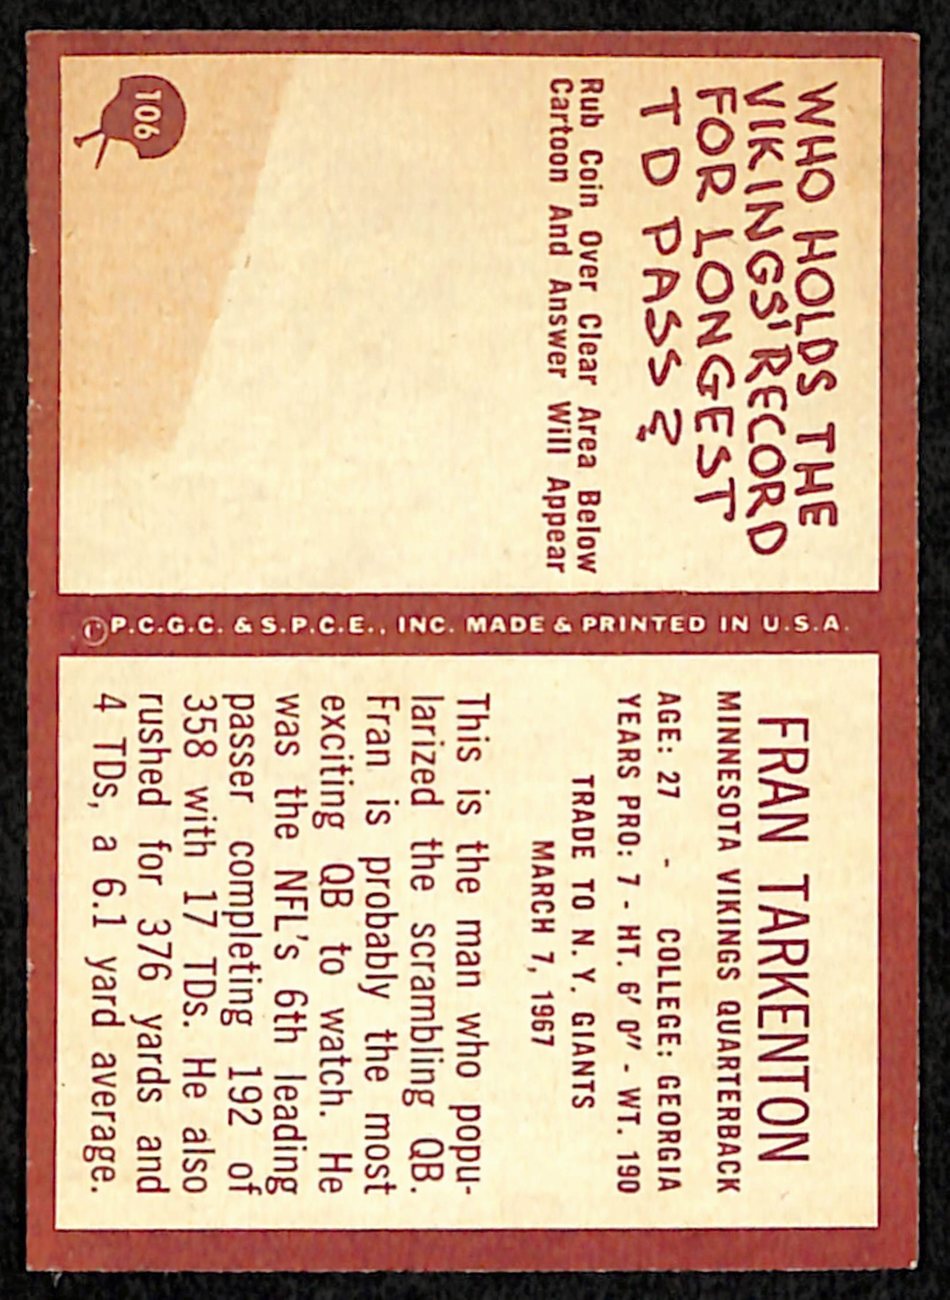 WHO HOLDS THE
VIKINGS' RECORD
FOR LONGEST
TD PASS?
Rub Coin Over Clear Area Below
Cartoon And Answer Will Appear
106
©P.C.G.C. & S.P.C.E., INC. MADE & PRINTED IN U.S.A.
FRAN TARKENTON
MINNESOTA VIKINGS QUARTERBACK
AGE: 27 - COLLEGE: GEORGIA
YEARS PRO: 7 - HT. 6' 0" - WT. 190
TRADE TO N. Y. GIANTS
MARCH 7, 1967
This is the man who popu-
larized the scrambling QB.
Fran is probably the most
exciting QB to watch. He
was the NFL's 6th leading
passer completing 192 of
358 with 17 TDs. He also
rushed for 376 yards and
4 TDs, a 6.1 yard average.